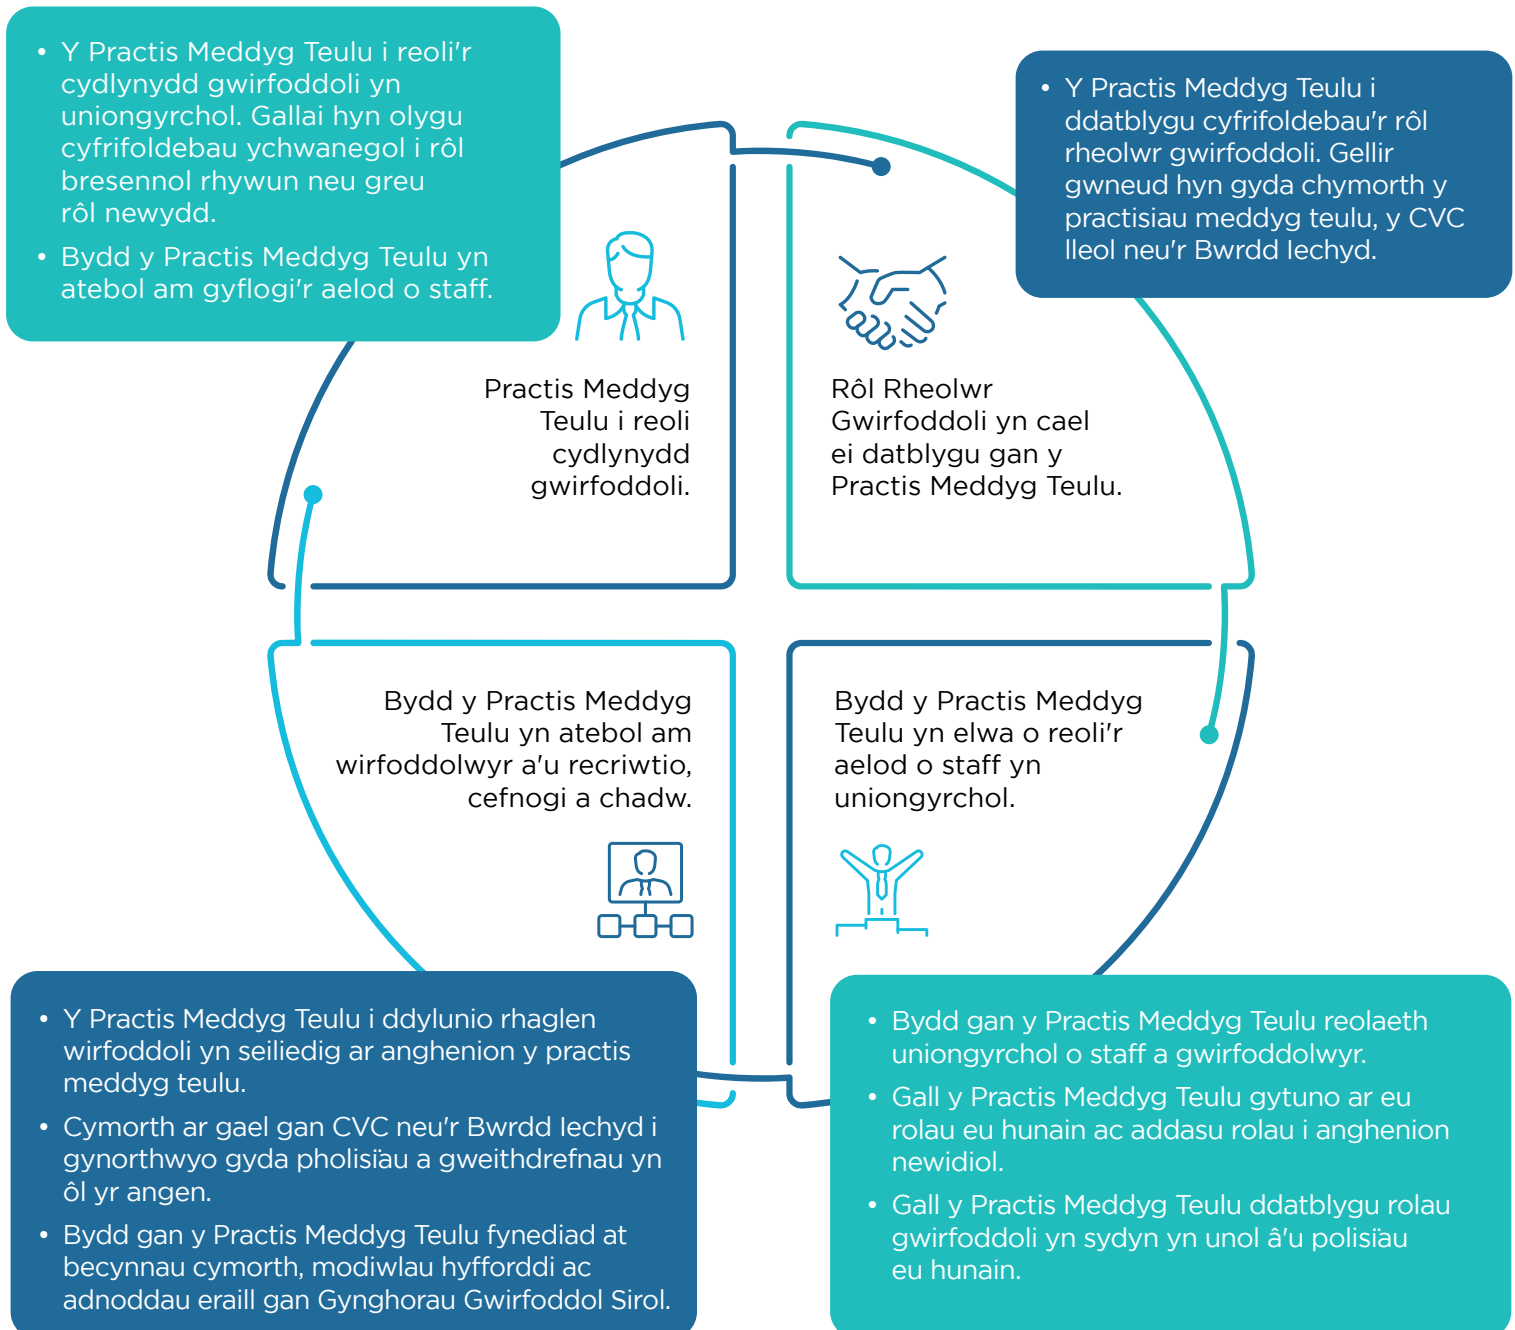 • Y Practis Meddyg Teulu i reoli'r
cydlynydd gwirfoddoli yn
uniongyrchol. Gallai hyn olygu
cyfrifoldebau ychwanegol i rôl
bresennol rhywun neu greu
rôl newydd.
• Bydd y Practis Meddyg Teulu yn
atebol am gyflogi'r aelod o staff.
• Y Practis Meddyg Teulu i
ddatblygu cyfrifoldebau'r rôl
rheolwr gwirfoddoli. Gellir
gwneud hyn gyda chymorth y
practisiau meddyg teulu, y CVC
lleol neu'r Bwrdd Iechyd.
Practis Meddyg
Teulu i reoli
cydlynydd
gwirfoddoli.
Rôl Rheolwr
Gwirfoddoli yn cael
ei datblygu gan y
Practis Meddyg Teulu.
Bydd y Practis Meddyg
Teulu yn atebol am
wirfoddolwyr a'u recriwtio,
cefnogi a chadw.
Bydd y Practis Meddyg
Teulu yn elwa o reoli'r
aelod o staff yn
uniongyrchol.
• Y Practis Meddyg Teulu i ddylunio rhaglen
wirfoddoli yn seiliedig ar anghenion y practis
meddyg teulu.
• Cymorth ar gael gan CVC neu'r Bwrdd Iechyd i
gynorthwyo gyda pholisïau a gweithdrefnau yn
ôl yr angen.
• Bydd gan y Practis Meddyg Teulu fynediad at
becynnau cymorth, modiwlau hyfforddi ac
adnoddau eraill gan Gynghorau Gwirfoddol Sirol.
• Bydd gan y Practis Meddyg Teulu reolaeth
uniongyrchol o staff a gwirfoddolwyr.
• Gall y Practis Meddyg Teulu gytuno ar eu
rolau eu hunain ac addasu rolau i anghenion
newidiol.
• Gall y Practis Meddyg Teulu ddatblygu rolau
gwirfoddoli yn sydyn yn unol â'u polisïau
eu hunain.